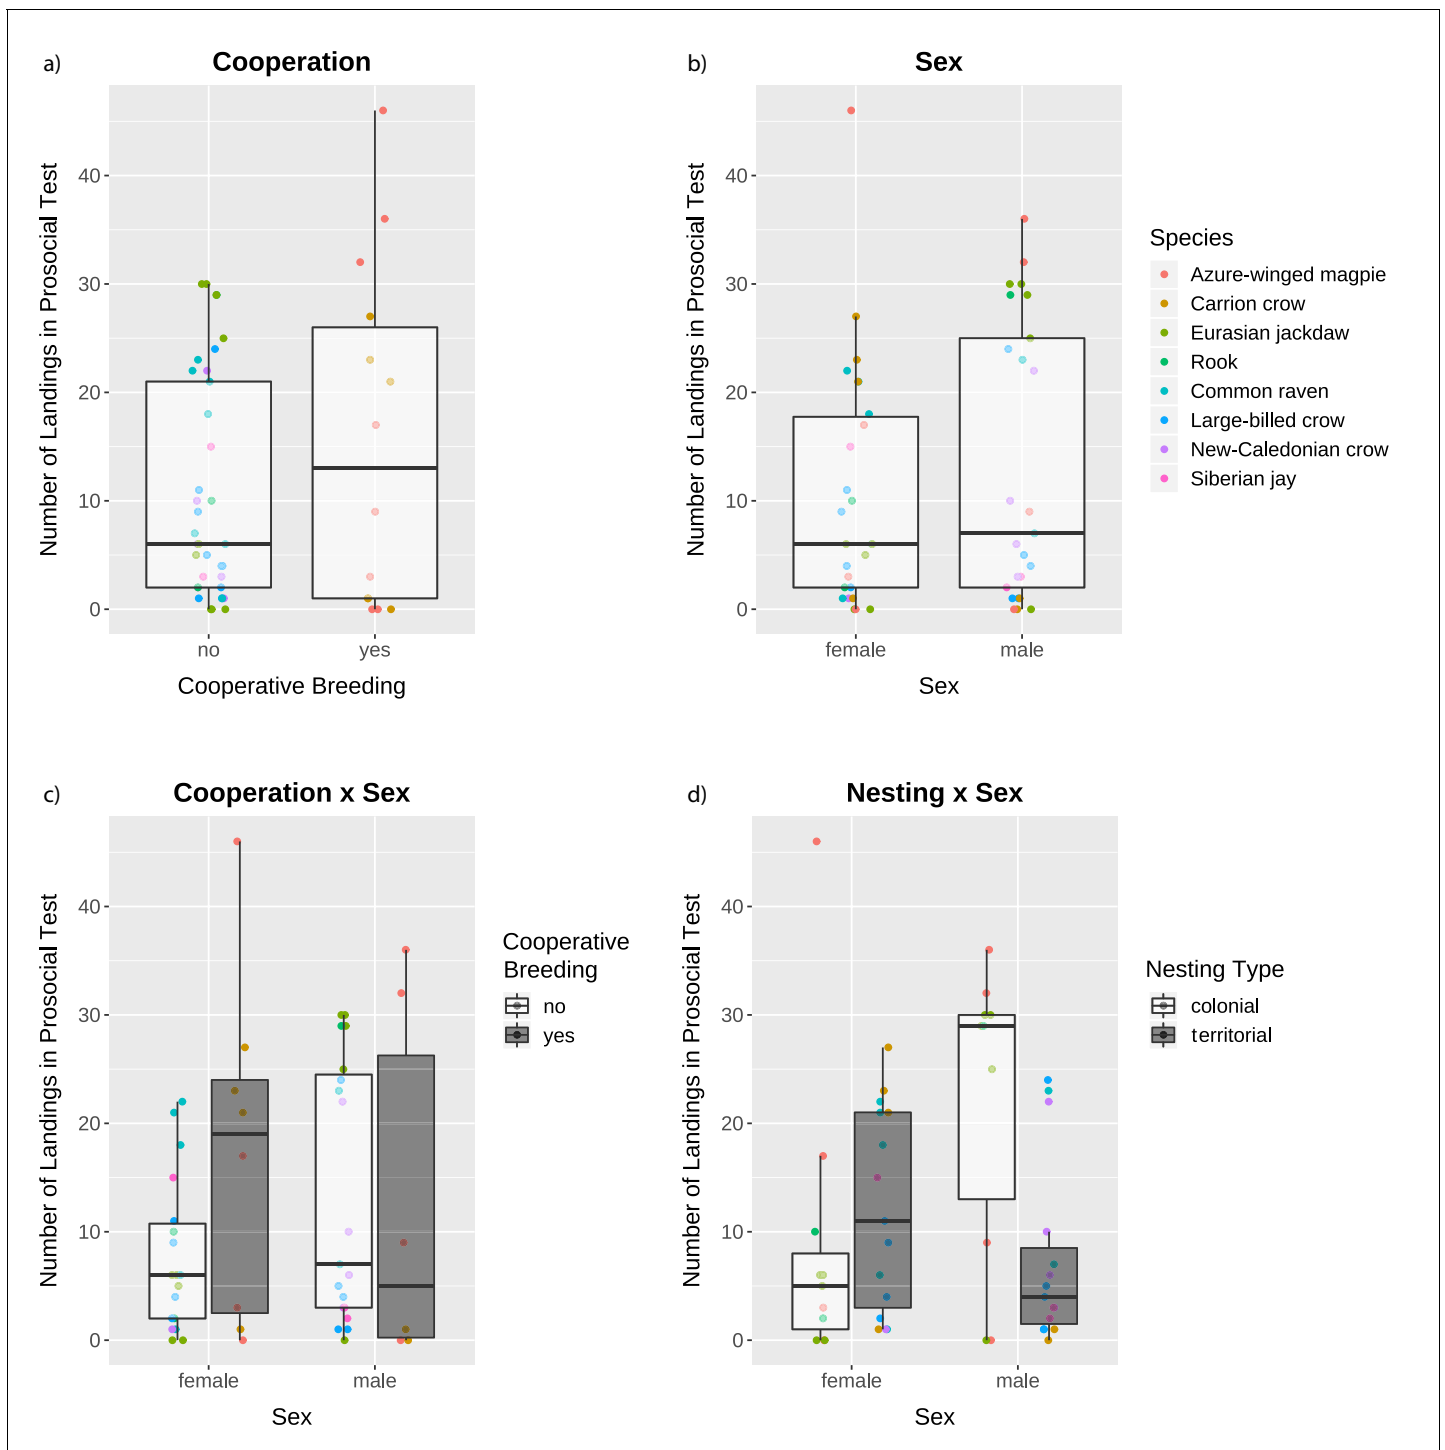 a)
Cooperation
Number of Landings in Prosocial Test
40
30
20
10
0
no
yes
Cooperative Breeding
b)
Sex
Number of Landings in Prosocial Test
40
30
20
10
0
female
male
Sex
Species
Azure-winged magpie
Carrion crow
Eurasian jackdaw
Rook
Common raven
Large-billed crow
New-Caledonian crow
Siberian jay
c)
Cooperation x Sex
Number of Landings in Prosocial Test
40
30
20
10
0
female
male
Sex
Cooperative
Breeding
no
yes
d)
Nesting x Sex
Number of Landings in Prosocial Test
40
30
20
10
0
female
male
Sex
Nesting Type
colonial
territorial